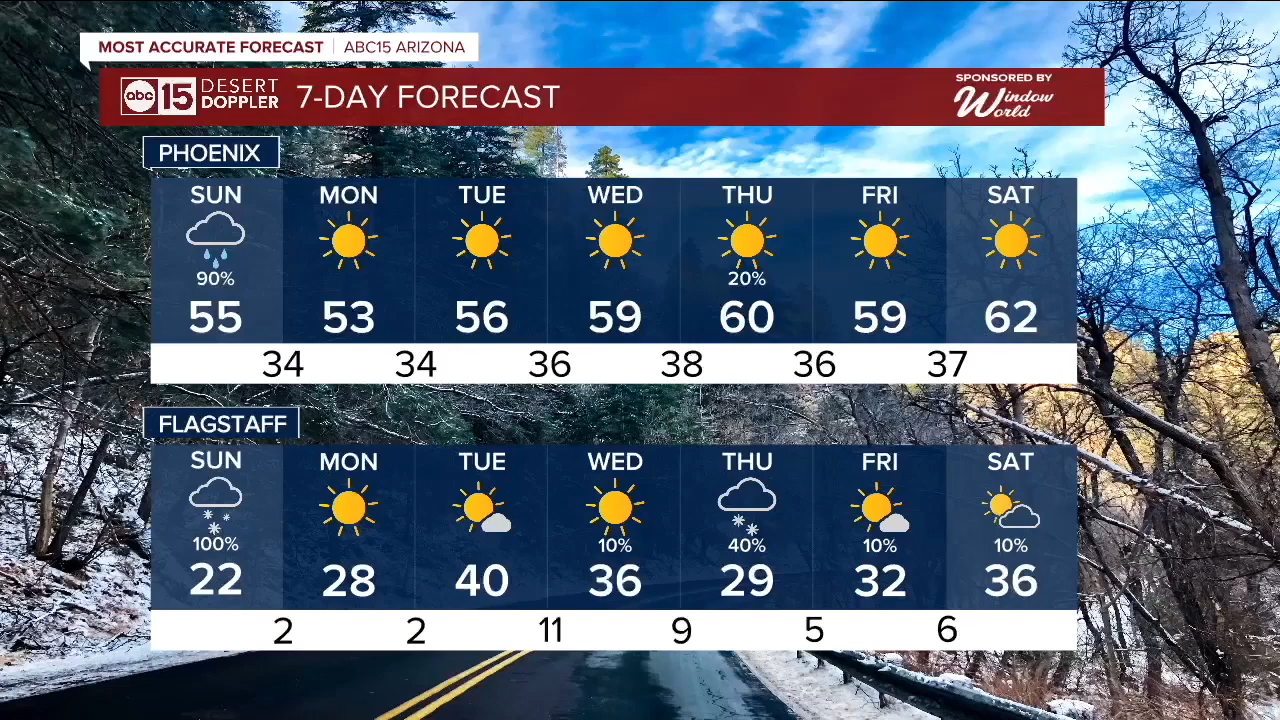 MOST ACCURATE FORECAST | ABC15 ARIZONA
abc 15 DESERT DOPPLER 7-DAY FORECAST
SPONSORED BY
Window World
PHOENIX
SUN MON TUE WED THU FRI SAT
90% 20%
55 53 56 59 60 59 62
34 34 36 38 36 37
FLAGSTAFF
SUN MON TUE WED THU FRI SAT
100% 10% 40% 10% 10%
22 28 40 36 29 32 36
2 2 11 9 5 6